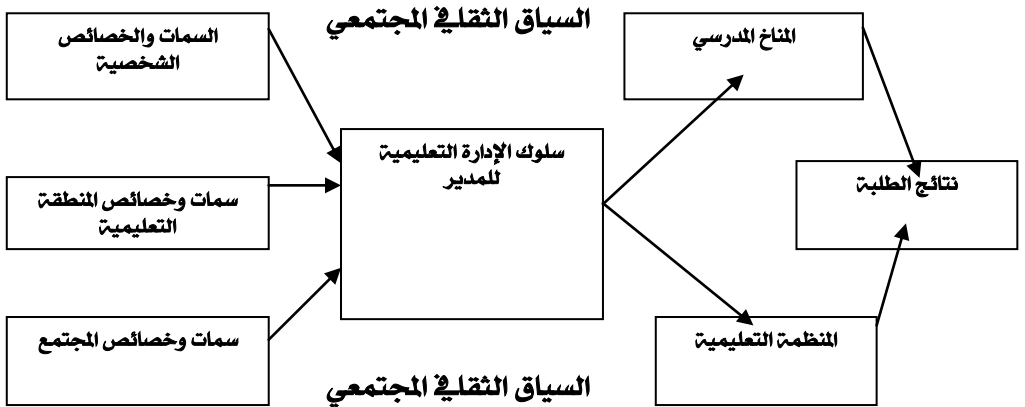 السياق الثقافي المجتمعي
السمات والخصائص
الشخصية
المناخ المدرسي
سلوك الإدارة التعليمية
للمدير
نتائج الطلبة
سمات وخصائص المنطقة
التعليمية
سمات وخصائص المجتمع
المنظمة التعليمية
السياق الثقافي المجتمعي